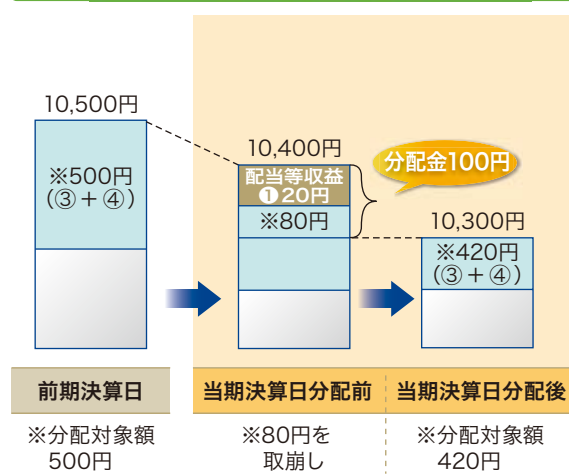 10,500円
※500円
(③＋④)
10,400円
配当等収益
❶20円
※80円
分配金100円
10,300円
※420円
(③＋④)
前期決算日
当期決算日分配前
当期決算日分配後
※分配対象額
500円
※80円を
取崩し
※分配対象額
420円